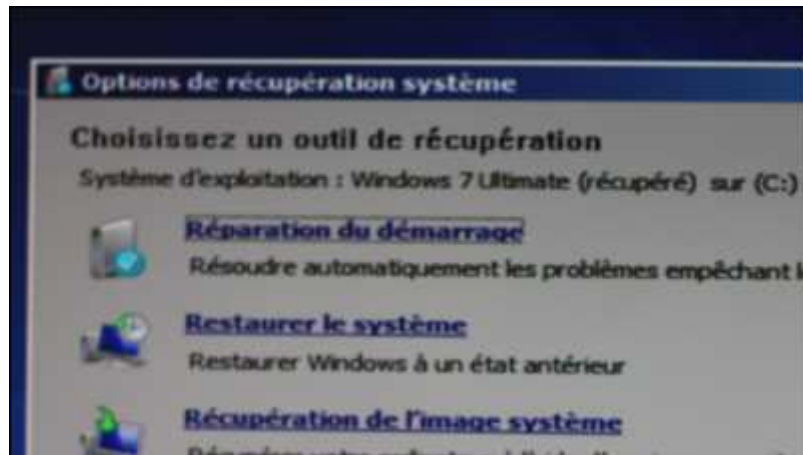 Options de récupération système
Choisissez un outil de récupération
Système d'exploitation : Windows 7 Ultimate (récupéré) sur (C:)
Réparation du démarrage
Résoudre automatiquement les problèmes empêchant
Restaurer le système
Restaurer Windows à un état antérieur
Récupération de l'image système